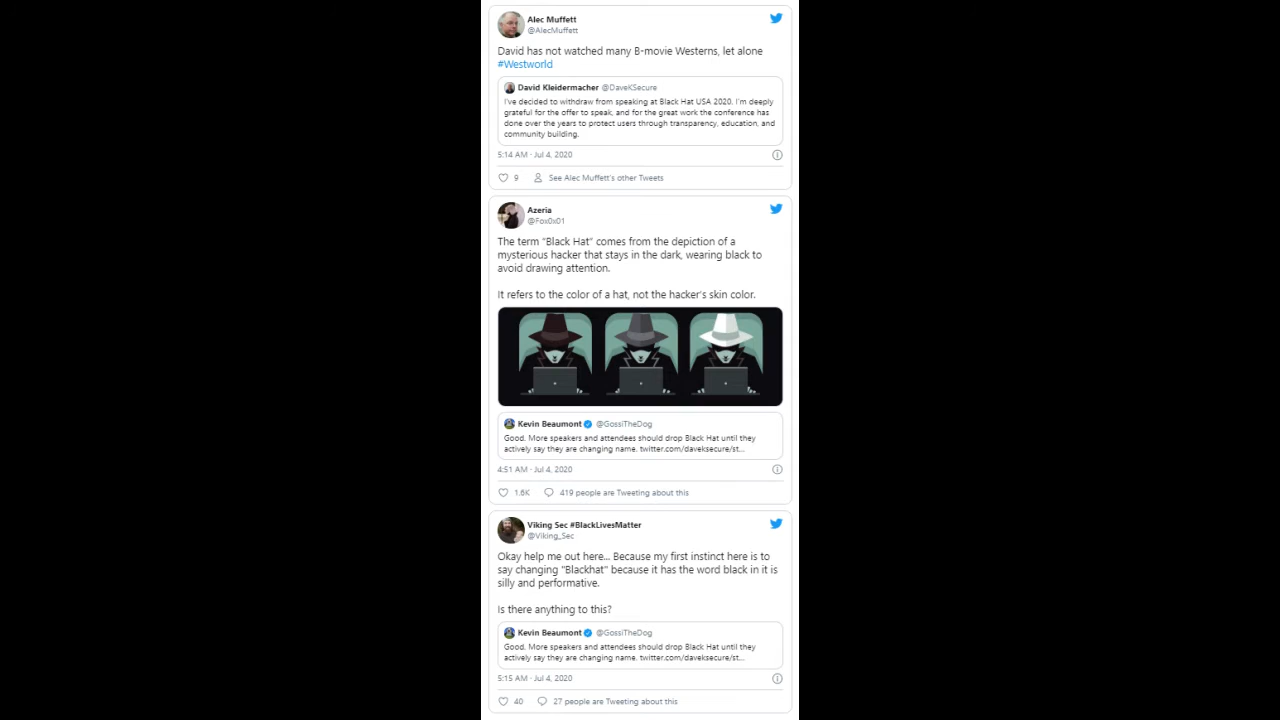 Alec Muffett
@AlecMuffett
David has not watched many B-movie Westerns, let alone
#Westworld
David Kleidermacher @DaveKSecure
I've decided to withdraw from speaking at Black Hat USA 2020. I'm deeply
grateful for the offer to speak, and for the great work the conference has
done over the years to protect users through transparency, education, and
community building.
5:14 AM · Jul 4, 2020
9 See Alec Muffett's other Tweets
Azeria
@Fox0x01
The term "Black Hat" comes from the depiction of a
mysterious hacker that stays in the dark, wearing black to
avoid drawing attention.
It refers to the color of a hat, not the hacker's skin color.
Kevin Beaumont @GossiTheDog
Good. More speakers and attendees should drop Black Hat until they
actively say they are changing name. twitter.com/daveksecure/st...
4:51 AM · Jul 4, 2020
1.6K 419 people are Tweeting about this
Viking Sec #BlackLivesMatter
@Viking_Sec
Okay help me out here... Because my first instinct here is to
say changing "Blackhat" because it has the word black in it is
silly and performative.
Is there anything to this?
Kevin Beaumont @GossiTheDog
Good. More speakers and attendees should drop Black Hat until they
actively say they are changing name. twitter.com/daveksecure/st...
5:15 AM · Jul 4, 2020
40 27 people are Tweeting about this